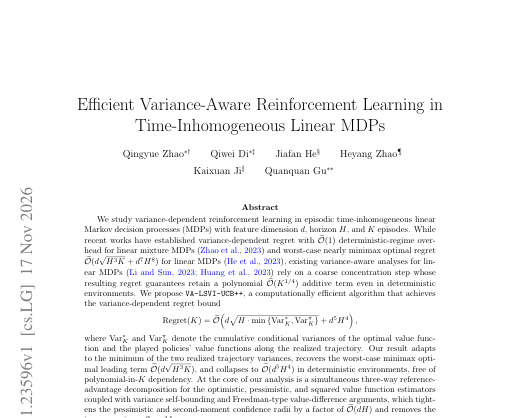 Efficient Variance-Aware Reinforcement Learning in
Time-Inhomogeneous Linear MDPs
Qingyue Zhao*† Qiwei Di*‡ Jiafan He§ Heyang Zhao¶
Kaixuan Ji‖ Quanquan Gu**
Abstract
We study variance-dependent reinforcement learning in episodic time-inhomogeneous linear
Markov decision processes (MDPs) with feature dimension d, horizon H, and K episodes. While
recent works have established variance-dependent regret with Õ(1) deterministic-regime over-
head for linear mixture MDPs (Zhao et al., 2023) and worst-case nearly minimax optimal regret
Õ(d√H³K + d⁷H⁸) for linear MDPs (He et al., 2023), existing variance-aware analyses for lin-
ear MDPs (Li and Sun, 2023; Huang et al., 2023) rely on a coarse concentration step whose
resulting regret guarantees retain a polynomial Õ(K^{1/4}) additive term even in deterministic
environments. We propose VA-LSVI-UCB++, a computationally efficient algorithm that achieves
the variance-dependent regret bound
Regret(K) = Õ(d√H · min {Var*_K, Var^π_K} + d⁵H⁴),
where Var*_K and Var^π_K denote the cumulative conditional variances of the optimal value func-
tion and the played policies' value functions along the realized trajectory. Our result adapts
to the minimum of the two realized trajectory variances, recovers the worst-case minimax opti-
mal leading term Õ(d√H³K), and collapses to Õ(d⁵H⁴) in deterministic environments, free of
polynomial-in-K dependency. At the core of our analysis is a simultaneous three-way reference-
advantage decomposition for the optimistic, pessimistic, and squared value function estimators
coupled with variance self-bounding and Freedman-type value-difference arguments, which tight-
ens the pessimistic and second-moment confidence radii by a factor of Õ(dH) and removes the
1.23596v1 [cs.LG] 17 Nov 2026